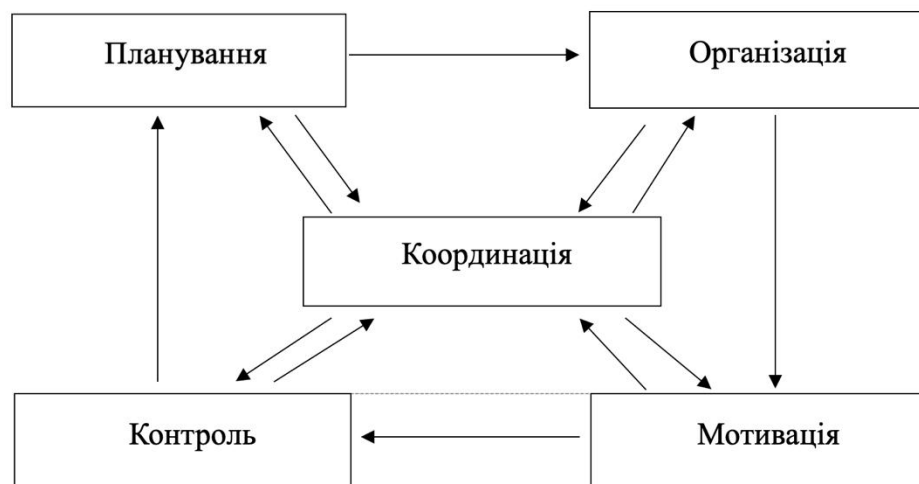 Планування
Організація
Координація
Контроль
Мотивація